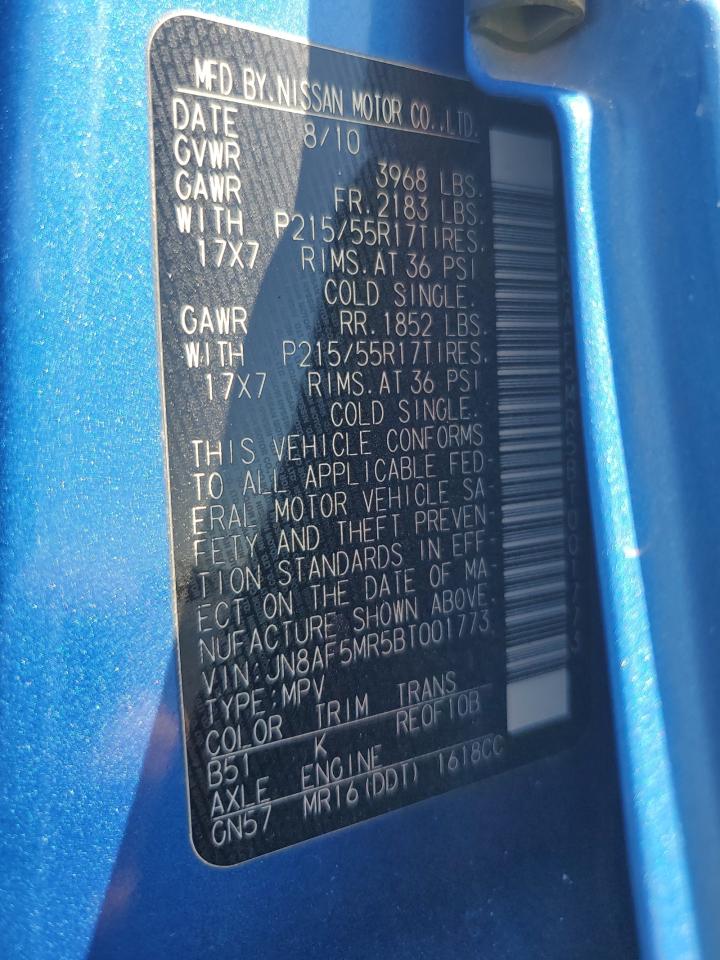 MFD BY.NISSAN MOTOR CO.,LTD.
DATE 8/10
GVWR 3968 LBS.
GAWR FR.2183 LBS.
WITH P215/55R17TIRES.
17X7 RIMS.AT 36 PSI
COLD SINGLE.
GAWR RR.1852 LBS.
WITH P215/55R17TIRES.
17X7 RIMS.AT 36 PSI
COLD SINGLE.
THIS VEHICLE CONFORMS
TO ALL APPLICABLE FED-
ERAL MOTOR VEHICLE SA-
FETY AND THEFT PREVEN-
TION STANDARDS IN EFF-
ECT ON THE DATE OF MA-
NUFACTURE SHOWN ABOVE.
VIN:JN8AF5MR5BT001773
TYPE:MPV
COLOR TRIM TRANS
B51 K RE0F10B
AXLE ENGINE
GN57 MR16(DDT) 1618CC